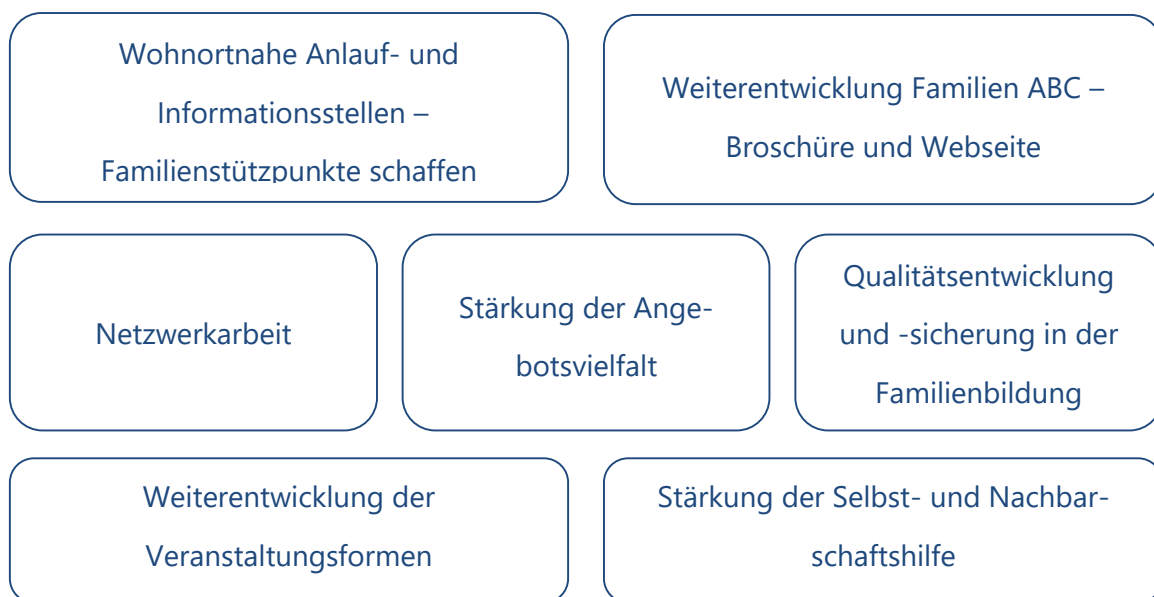 Wohnortnahe Anlauf- und
Informationsstellen –
Familienstützpunkte schaffen
Weiterentwicklung Familien ABC –
Broschüre und Webseite
Netzwerkarbeit
Stärkung der Ange-
botsvielfalt
Qualitätsentwicklung
und -sicherung in der
Familienbildung
Weiterentwicklung der
Veranstaltungsformen
Stärkung der Selbst- und Nachbar-
schaftshilfe